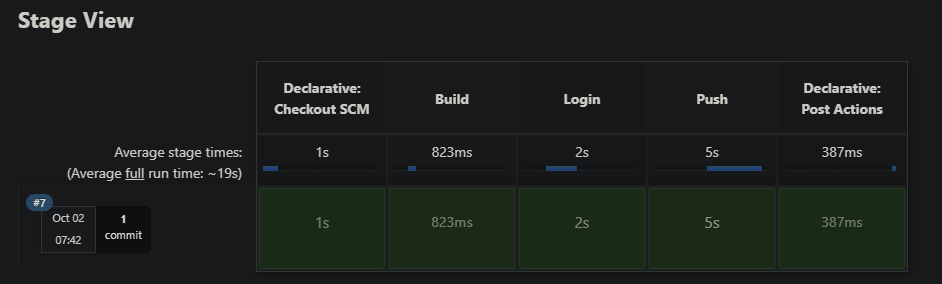 Stage View
Declarative:
Checkout SCM
Build
Login
Push
Declarative:
Post Actions
Average stage times:
(Average full run time: ~19s)
1s
823ms
2s
5s
387ms
#7
Oct 02
07:42
1
commit
1s
823ms
2s
5s
387ms